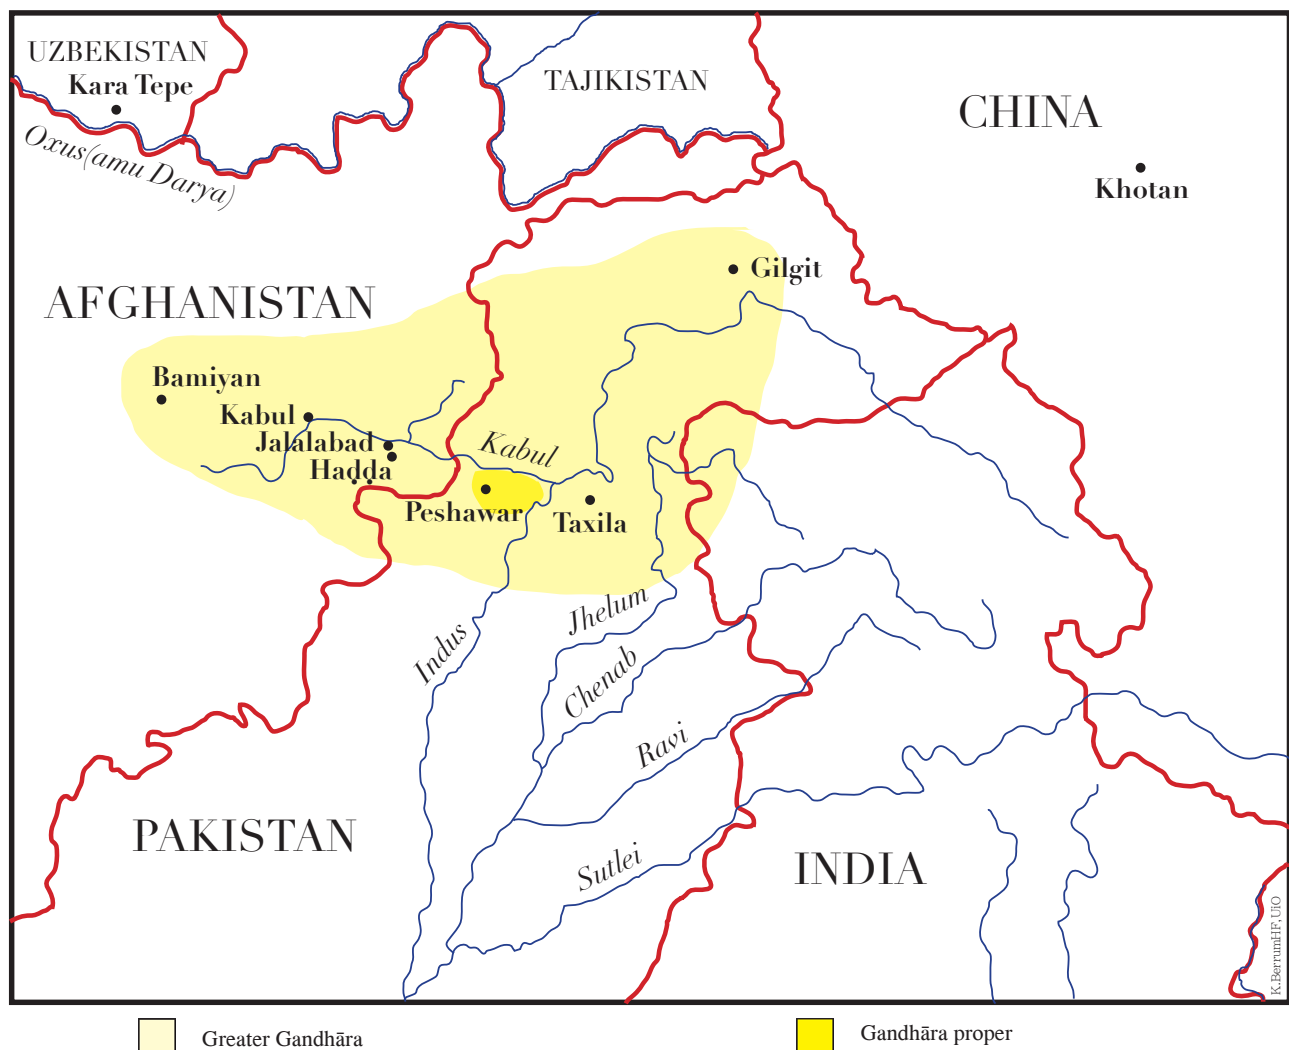 UZBEKISTAN
Kara Tepe
TAJIKISTAN
CHINA
Oxus(amu Darya)
Khotan
Gilgit
AFGHANISTAN
Bamiyan
Kabul
Jalalabad
Kabul
Hadda
Peshawar
Taxila
Jhelum
Indus
Chenab
Ravi
PAKISTAN
Sutlei
INDIA
K.BerrumHF, UiO
Greater Gandhāra
Gandhāra proper